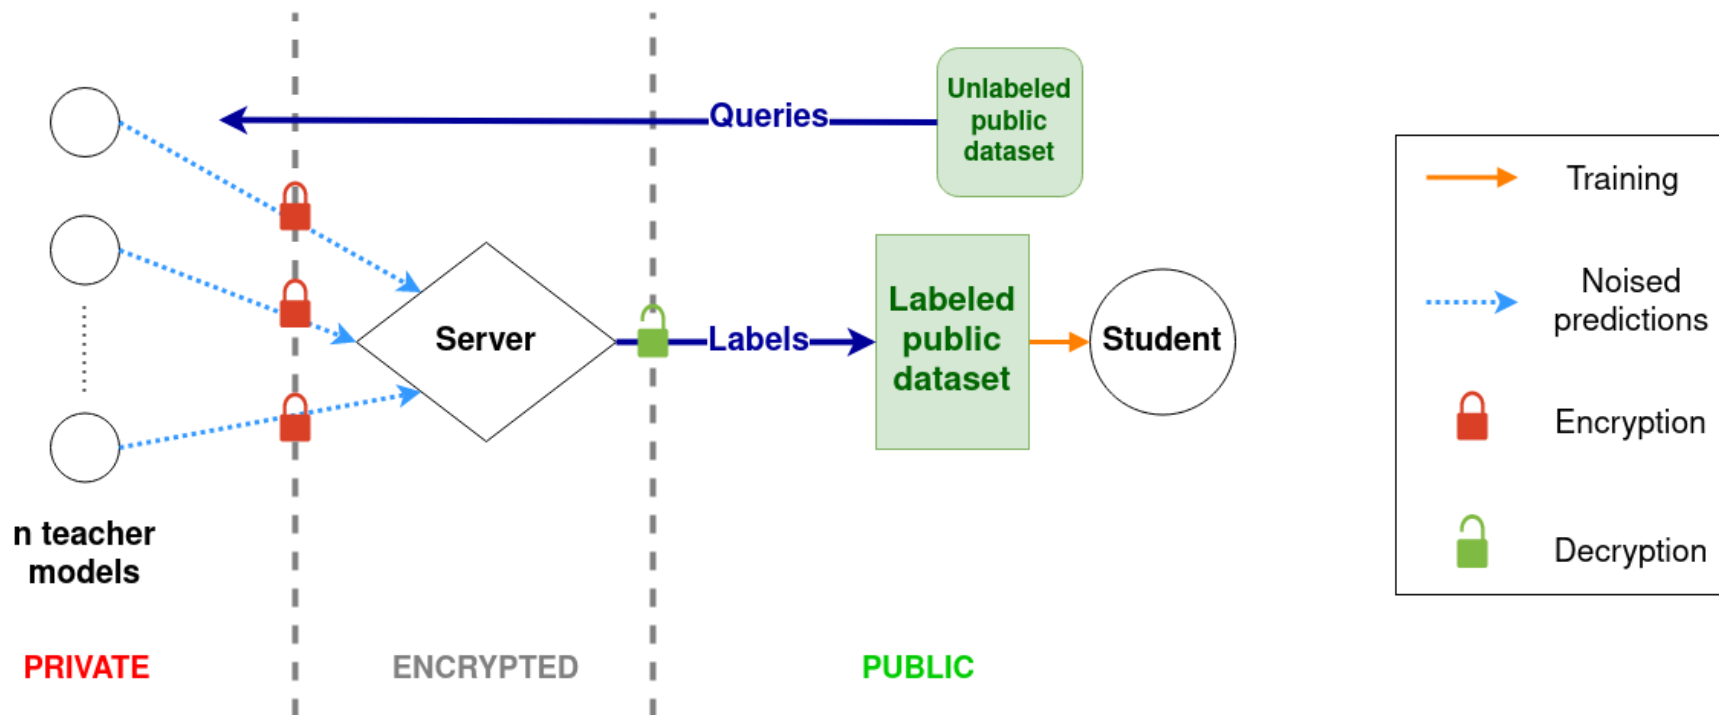 Queries
Unlabeled
public
dataset
Server
Labels
Labeled
public
dataset
Student
n teacher
models
PRIVATE
ENCRYPTED
PUBLIC
Training
Noised
predictions
Encryption
Decryption